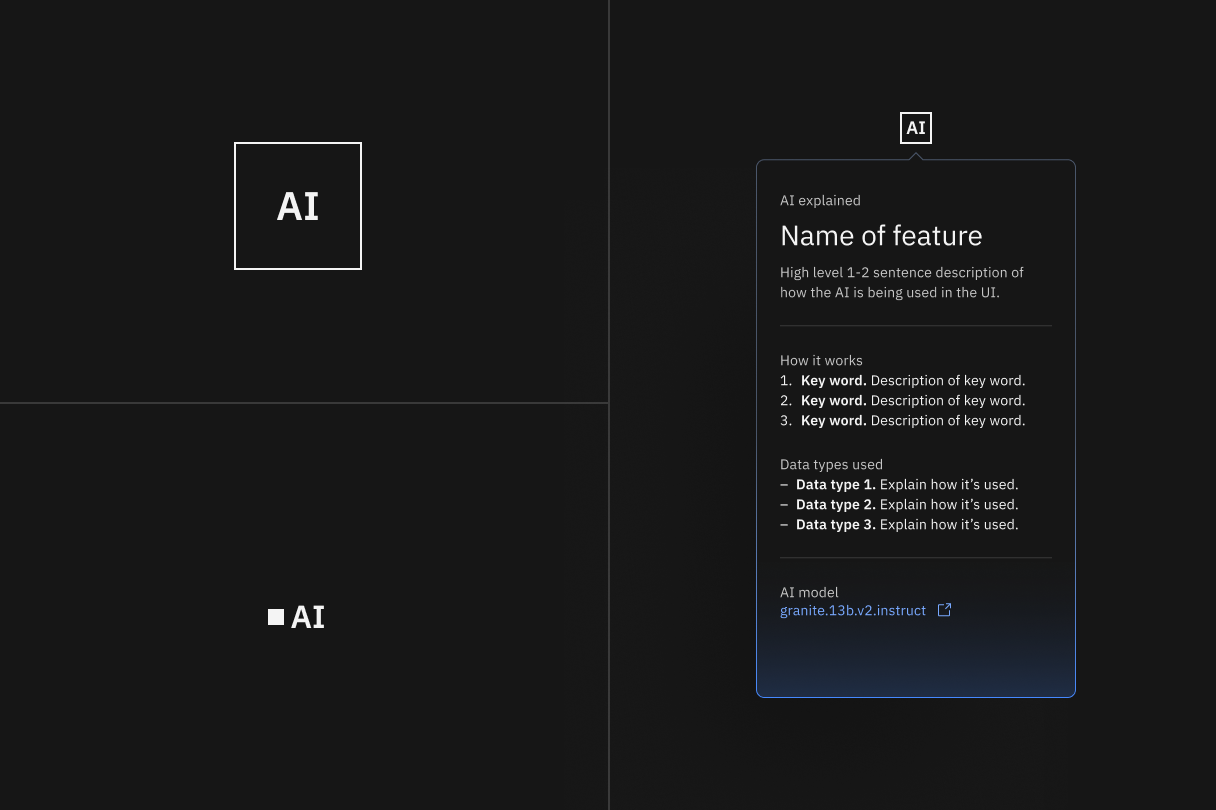 AI
AI
AI
AI explained
Name of feature
High level 1-2 sentence description of
how the AI is being used in the UI.
How it works
1. Key word. Description of key word.
2. Key word. Description of key word.
3. Key word. Description of key word.
Data types used
– Data type 1. Explain how it’s used.
– Data type 2. Explain how it’s used.
– Data type 3. Explain how it’s used.
AI model
granite.13b.v2.instruct